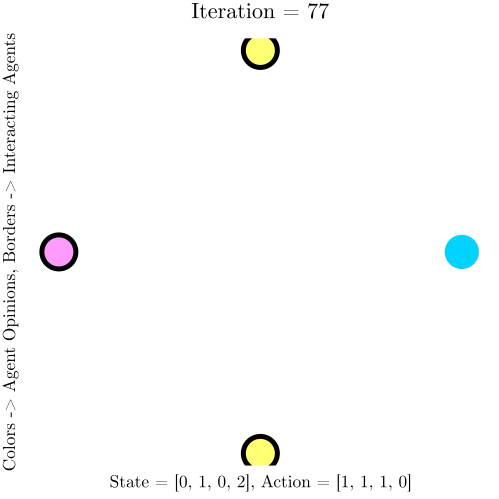 Iteration = 77
Colors -> Agent Opinions, Borders -> Interacting Agents
State = [0, 1, 0, 2], Action = [1, 1, 1, 0]